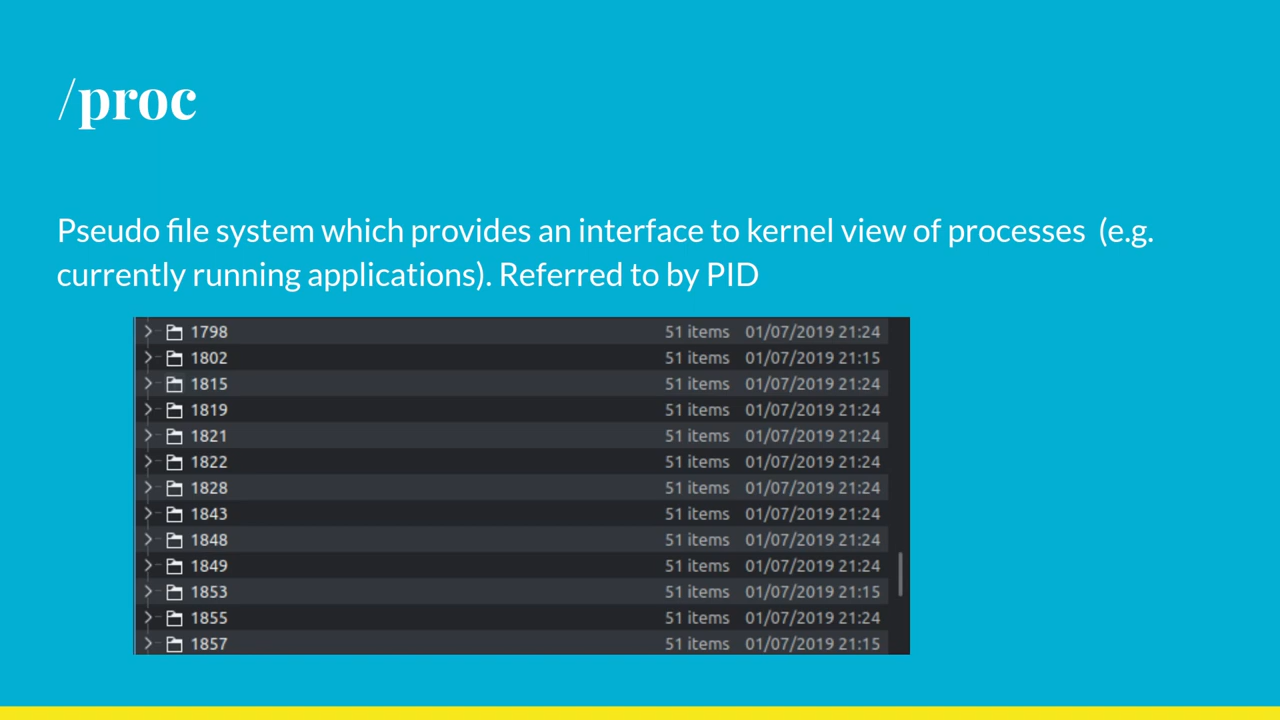 /proc
Pseudo file system which provides an interface to kernel view of processes  (e.g.
currently running applications). Referred to by PID
1798 51 items 01/07/2019 21:24
1802 51 items 01/07/2019 21:15
1815 51 items 01/07/2019 21:24
1819 51 items 01/07/2019 21:24
1821 51 items 01/07/2019 21:24
1822 51 items 01/07/2019 21:24
1828 51 items 01/07/2019 21:24
1843 51 items 01/07/2019 21:24
1848 51 items 01/07/2019 21:24
1849 51 items 01/07/2019 21:24
1853 51 items 01/07/2019 21:15
1855 51 items 01/07/2019 21:24
1857 51 items 01/07/2019 21:15